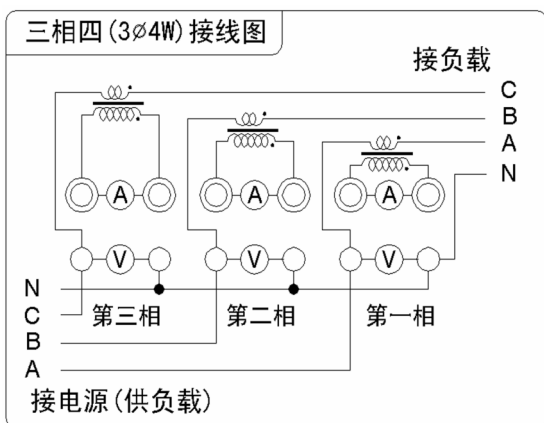 三相四(3ø4W)接线图
接负载
C
B
A
N
A A A
V V V
N
C 第三相 第二相 第一相
B
A
接电源(供负载)